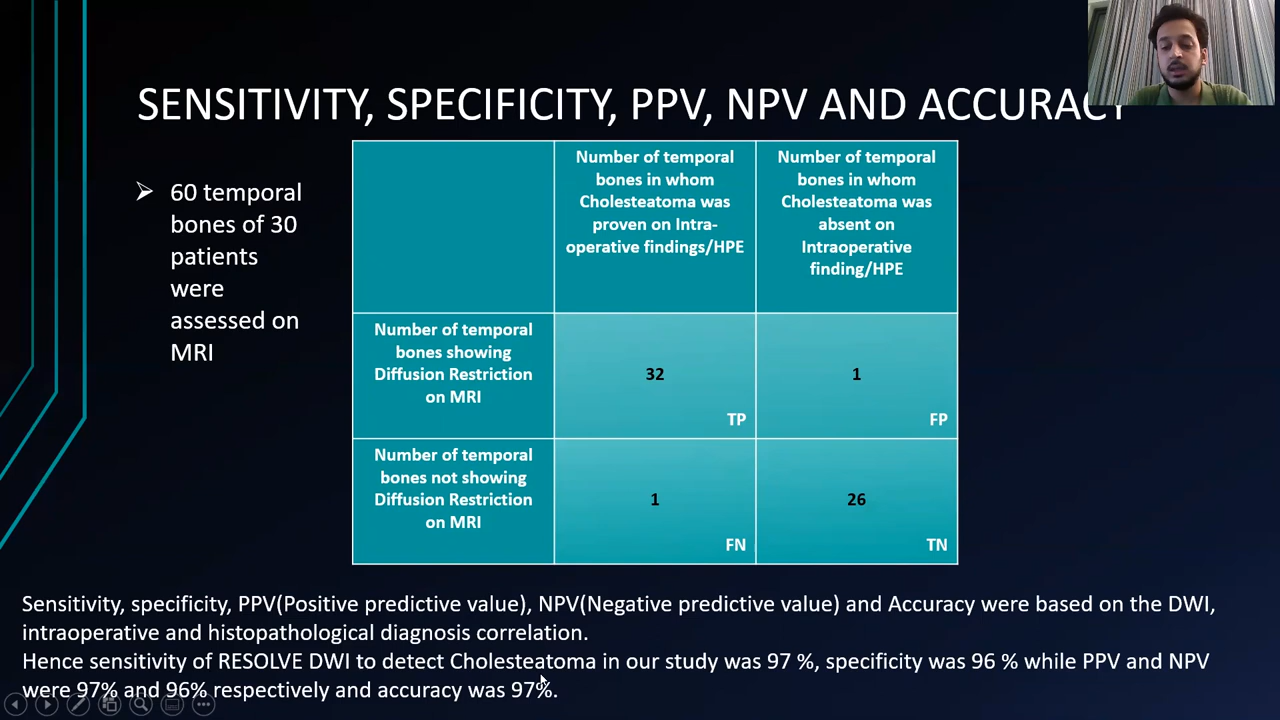 SENSITIVITY, SPECIFICITY, PPV, NPV AND ACCURACY
60 temporal
bones of 30
patients
were
assessed on
MRI
Number of temporal
bones in whom
Cholesteatoma was
proven on Intra-
operative findings/HPE
Number of temporal
bones in whom
Cholesteatoma was
absent on
Intraoperative
finding/HPE
Number of temporal
bones showing
Diffusion Restriction
on MRI
32
TP
1
FP
Number of temporal
bones not showing
Diffusion Restriction
on MRI
1
FN
26
TN
Sensitivity, specificity, PPV(Positive predictive value), NPV(Negative predictive value) and Accuracy were based on the DWI,
intraoperative and histopathological diagnosis correlation.
Hence sensitivity of RESOLVE DWI to detect Cholesteatoma in our study was 97 %, specificity was 96 % while PPV and NPV
were 97% and 96% respectively and accuracy was 97%.